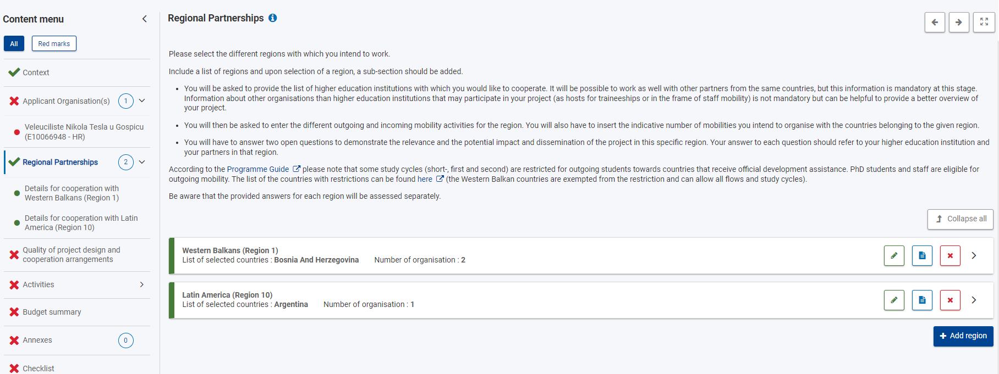 Content menu
All
Red marks
Context
Applicant Organisation(s)
1
Veleuciliste Nikola Tesla u Gospicu
(E10066948 - HR)
Regional Partnerships
2
Details for cooperation with
Western Balkans (Region 1)
Details for cooperation with Latin
America (Region 10)
Quality of project design and
cooperation arrangements
Activities
Budget summary
Annexes
0
Checklist
Regional Partnerships
Please select the different regions with which you intend to work.
Include a list of regions and upon selection of a region, a sub-section should be added.
• You will be asked to provide the list of higher education institutions with which you would like to cooperate. It will be possible to work as well with other partners from the same countries, but this information is mandatory at this stage.
Information about other organisations than higher education institutions that may participate in your project (as hosts for traineeships or in the frame of staff mobility) is not mandatory but can be helpful to provide a better overview of
your project.
• You will then be asked to enter the different outgoing and incoming mobility activities for the region. You will also have to insert the indicative number of mobilities you intend to organise with the countries belonging to the given region.
• You will have to answer two open questions to demonstrate the relevance and the potential impact and dissemination of the project in this specific region. Your answer to each question should refer to your higher education institution and
your partners in that region.
According to the Programme Guide please note that some study cycles (short-, first and second) are restricted for outgoing students towards countries that receive official development assistance. PhD students and staff are eligible for
outgoing mobility. The list of the countries with restrictions can be found here (the Western Balkan countries are exempted from the restriction and can allow all flows and study cycles).
Be aware that the provided answers for each region will be assessed separately.
Collapse all
Western Balkans (Region 1)
List of selected countries : Bosnia And Herzegovina Number of organisation : 2
Latin America (Region 10)
List of selected countries : Argentina Number of organisation : 1
Add region